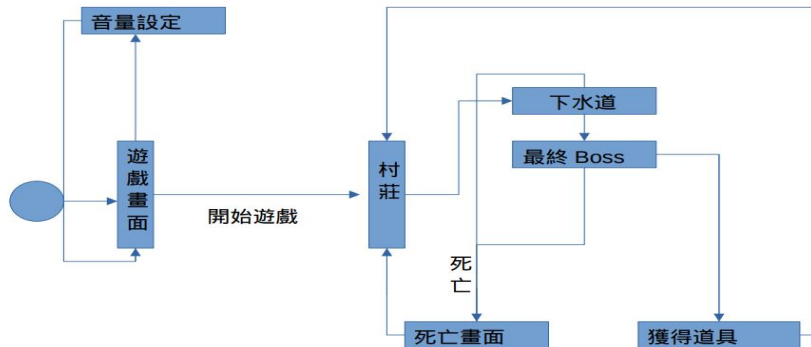 音量設定
下水道
最終 Boss
遊戲畫面
村莊
開始遊戲
死亡
死亡畫面
獲得道具